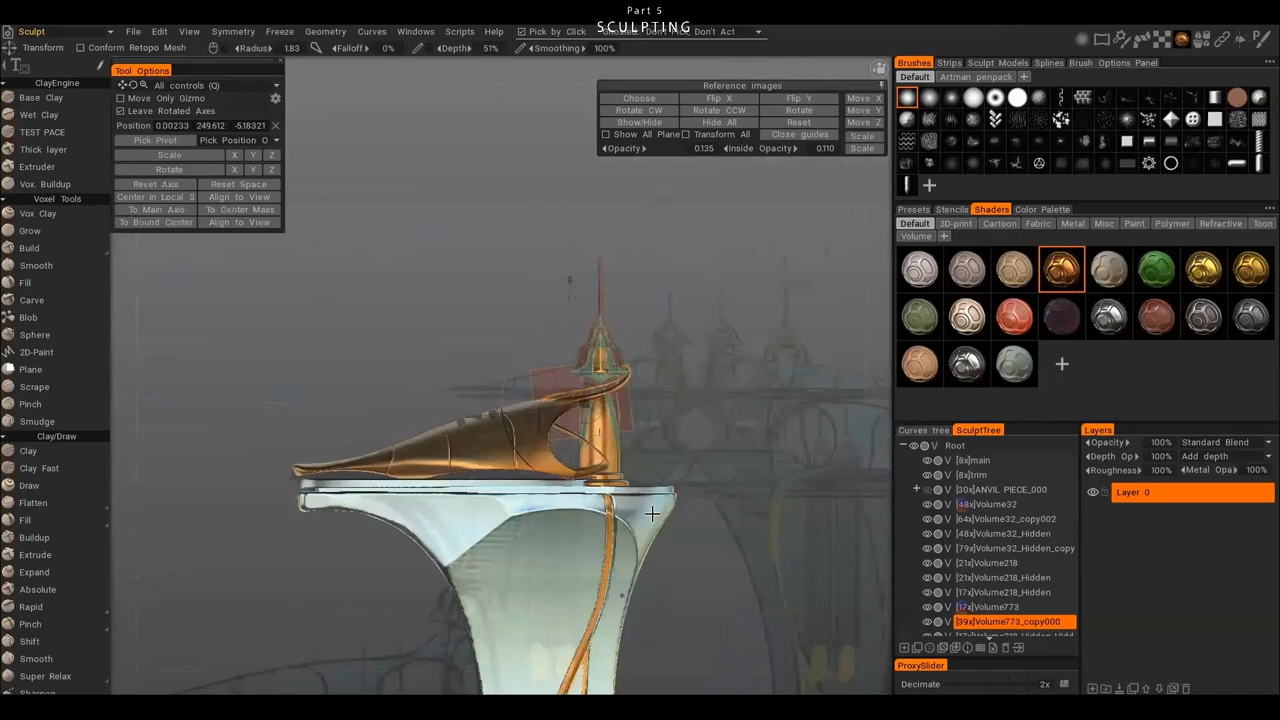 Part 5
SCULPTING
Sculpt File Edit View Symmetry Freeze Geometry Curves Windows Scripts Help Pick by Click Don't Act
Transform Conform Retopo Mesh Radius 1.83 Falloff 0% Depth 51% Smoothing 100%
T
ClayEngine
Base Clay
Wet Clay
TEST PACE
Thick layer
Extruder
Vox. Buildup
Voxel Tools
Vox Clay
Grow
Build
Smooth
Fill
Carve
Blob
Sphere
2D-Paint
Plane
Scrape
Pinch
Smudge
Clay/Draw
Clay
Clay Fast
Draw
Flatten
Fill
Buildup
Extrude
Expand
Absolute
Rapid
Pinch
Shift
Smooth
Super Relax
Tool Options
All controls (Q)
Move Only Gizmo
Leave Rotated Axes
Position 0.00233 249.612 -5.18321
Pick Pivot Pick Position O
Scale X Y Z
Rotate X Y Z
Reset Axis Reset Space
Center in Local S Align to View
To Main Axis To Center Mass
To Bound Center Align to View
Reference Images
Choose Flip X Flip Y Move X
Rotate CW Rotate CCW Rotate Move Y
Show/Hide Hide All Reset Move Z
Show All Plane Transform All Close guides Scale
Opacity 0.135 Inside Opacity 0.110 Scale
Brushes Strips Sculpt Models Splines Brush Options Panel
Default Artman penpack
Presets Stencils Shaders Color Palette
Default 3D-print Cartoon Fabric Metal Misc Paint Polymer Refractive Toon
Volume
Curves tree SculptTree
V Root
V [8x]main
V [8x]trim
V [30x]ANVIL PIECE_000
V [48x]Volume32
V [64x]Volume32_copy002
V [48x]Volume32_Hidden
V [79x]Volume32_Hidden_copy
V [21x]Volume218
V [21x]Volume218_Hidden
V [17x]Volume218_Hidden
V [17x]Volume773
V [39x]Volume773_copy000
ProxySlider
Decimate 2x
Layers
Opacity 100% Standard Blend
Depth Op 100% Add depth
Roughness 100% Metal Opa 100%
Layer 0